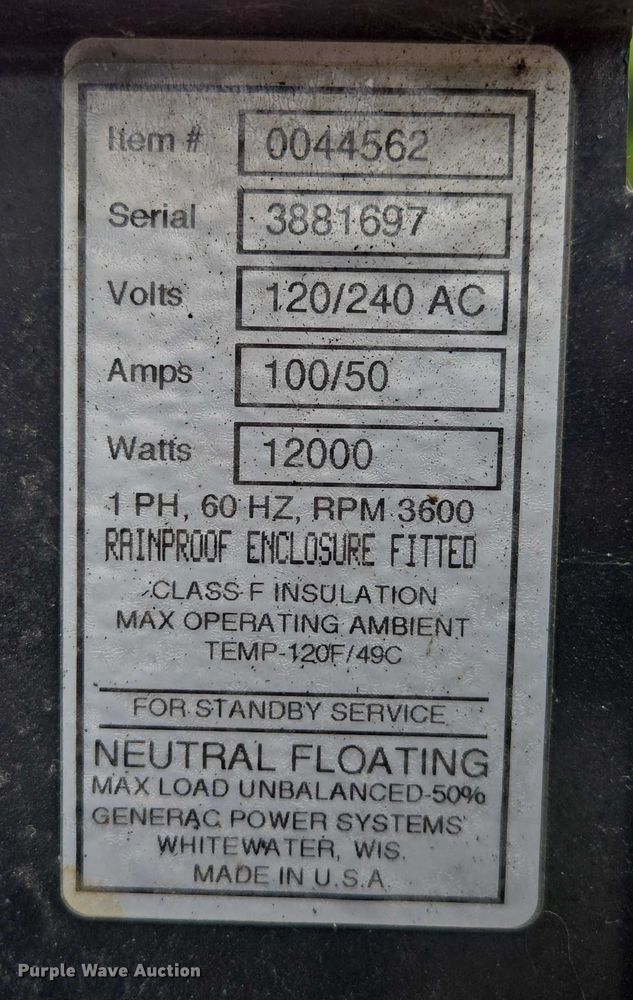 Item # 0044562
Serial 3881697
Volts 120/240 AC
Amps 100/50
Watts 12000
1 PH, 60 HZ, RPM 3600
RAINPROOF ENCLOSURE FITTED
CLASS F INSULATION
MAX OPERATING AMBIENT
TEMP-120F/49C
FOR STANDBY SERVICE
NEUTRAL FLOATING
MAX LOAD UNBALANCED-50%
GENERAC POWER SYSTEMS
WHITEWATER, WIS.
MADE IN U.S.A.
Purple Wave Auction